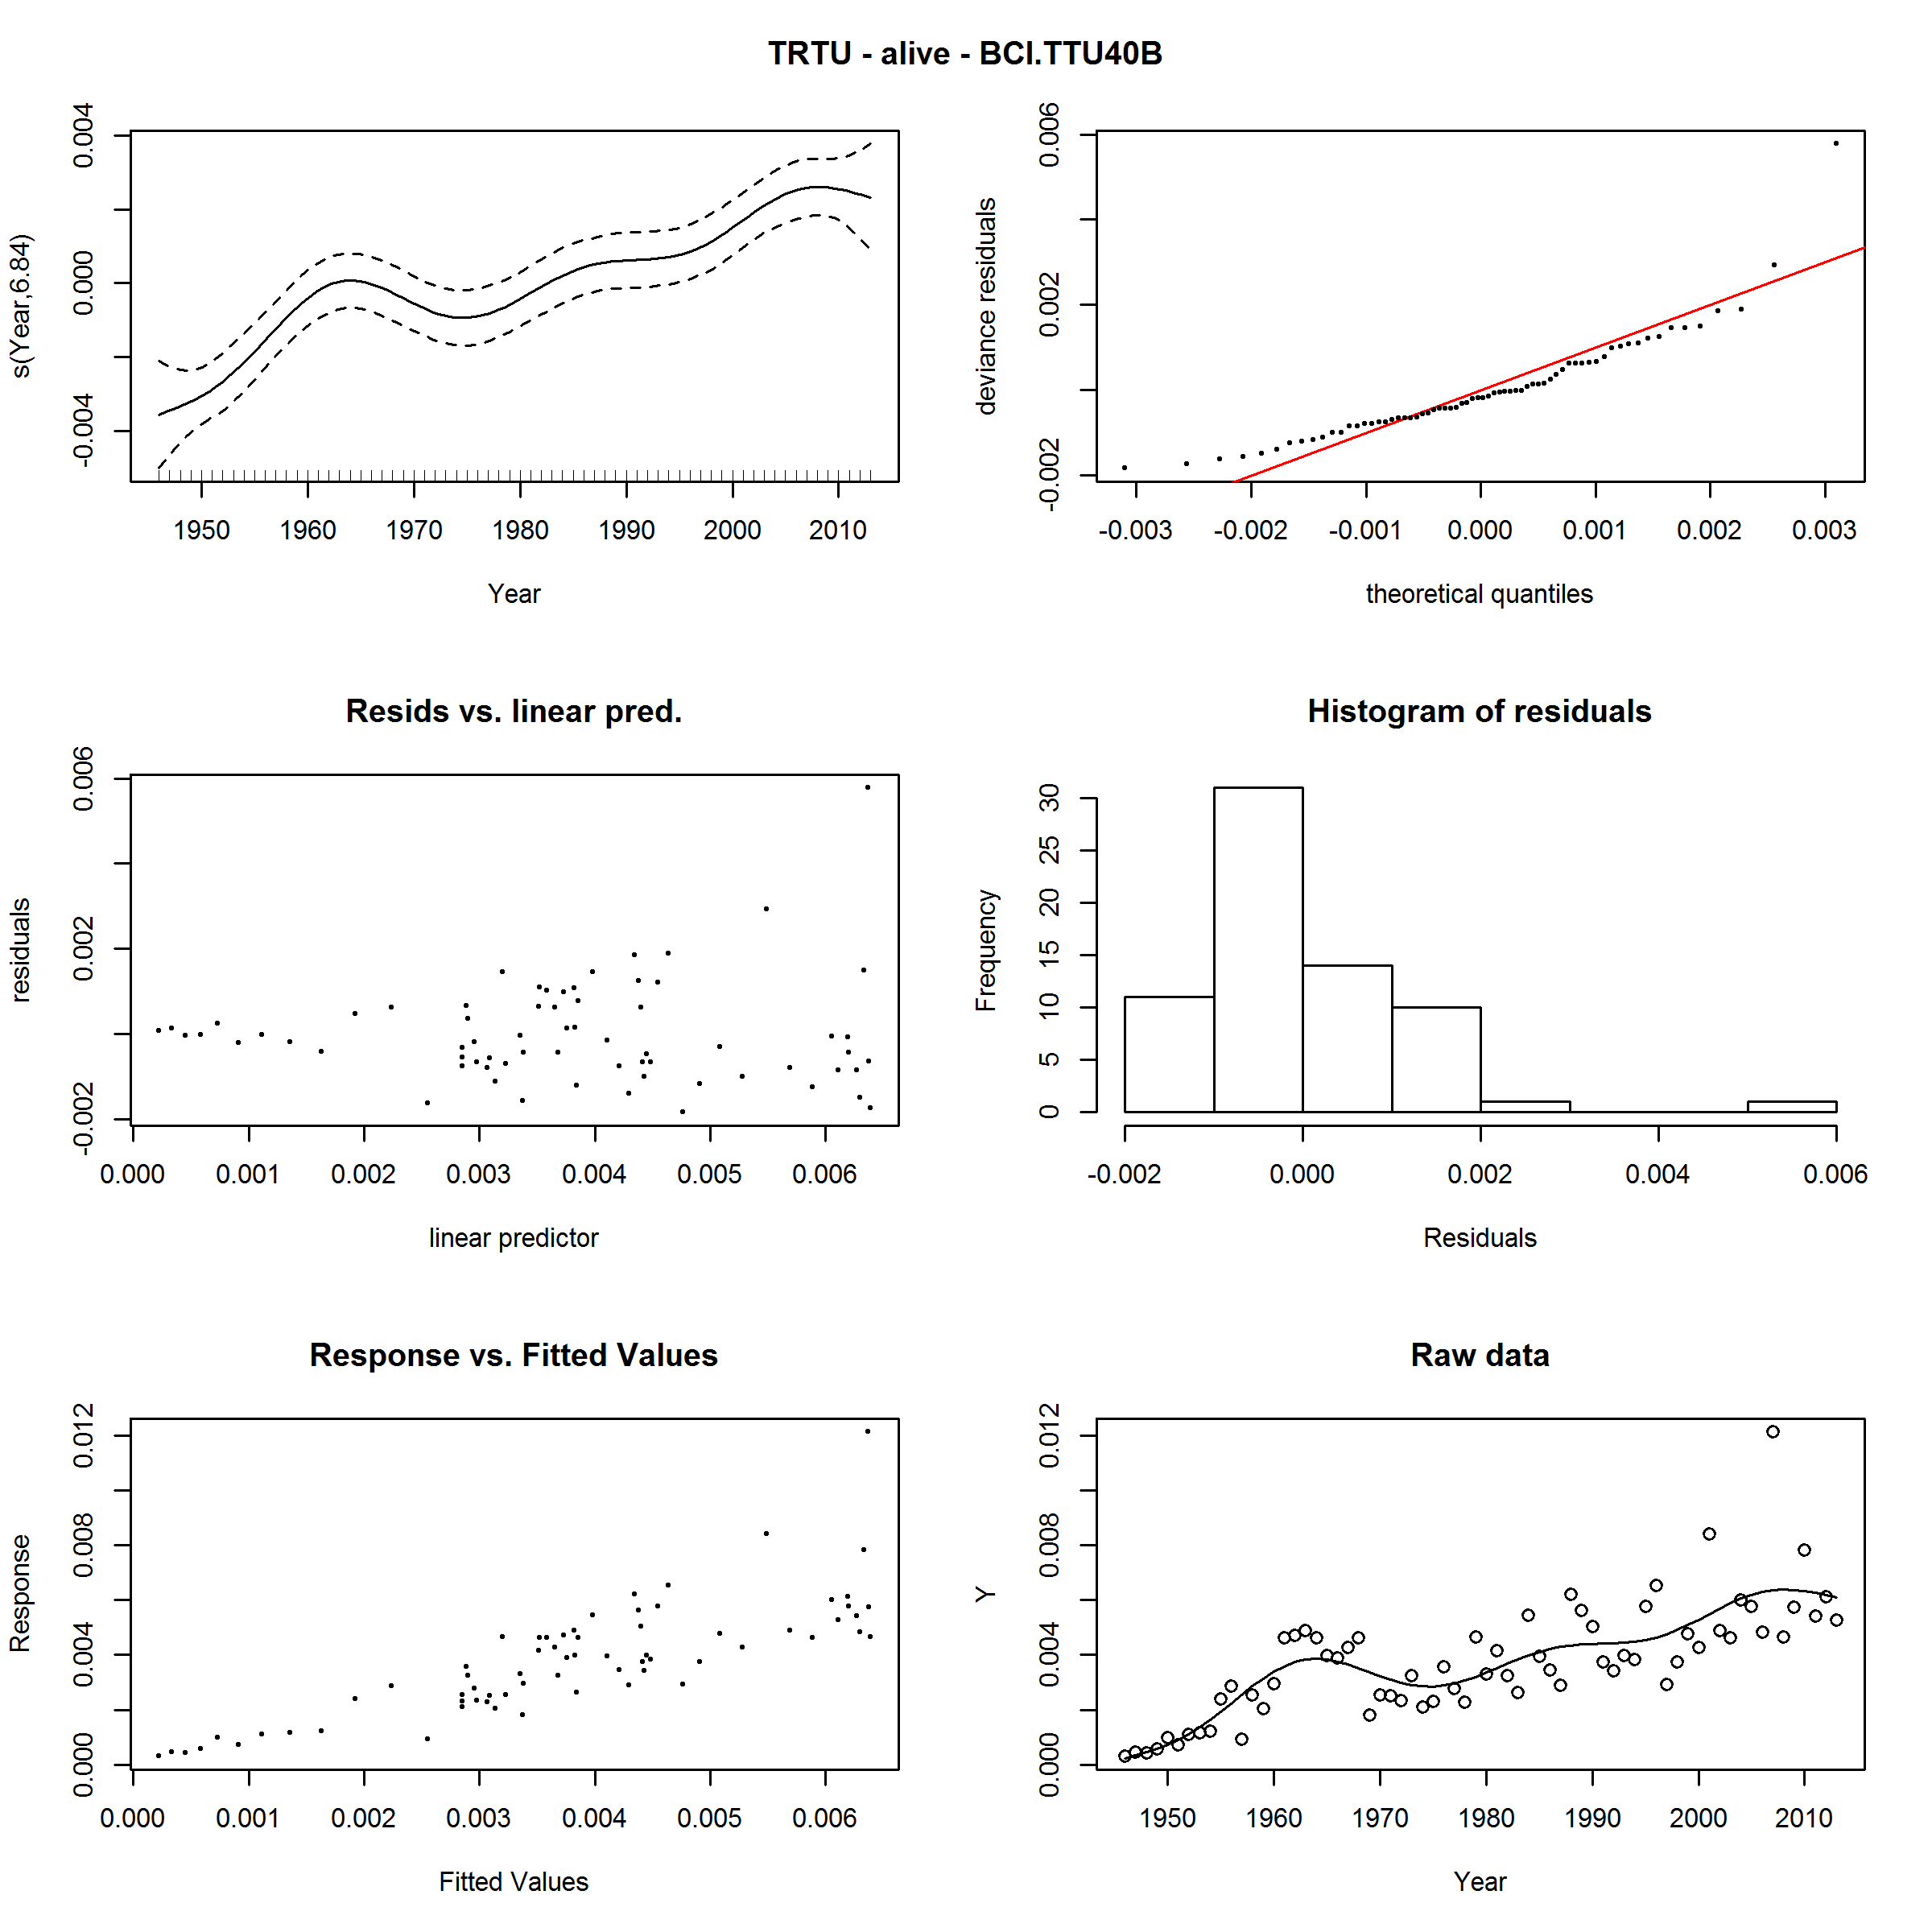 TRTU - alive - BCI.TTU40B
s(Year,6.84)
-0.004 0.000 0.004
1950 1960 1970 1980 1990 2000 2010
Year
deviance residuals
-0.002 0.002 0.006
-0.003 -0.002 -0.001 0.000 0.001 0.002 0.003
theoretical quantiles
Resids vs. linear pred.
residuals
-0.002 0.002 0.006
0.000 0.001 0.002 0.003 0.004 0.005 0.006
linear predictor
Histogram of residuals
Frequency
0 5 10 15 20 25 30
-0.002 0.000 0.002 0.004 0.006
Residuals
Response vs. Fitted Values
Response
0.000 0.004 0.008 0.012
0.000 0.001 0.002 0.003 0.004 0.005 0.006
Fitted Values
Raw data
Y
0.000 0.004 0.008 0.012
1950 1960 1970 1980 1990 2000 2010
Year